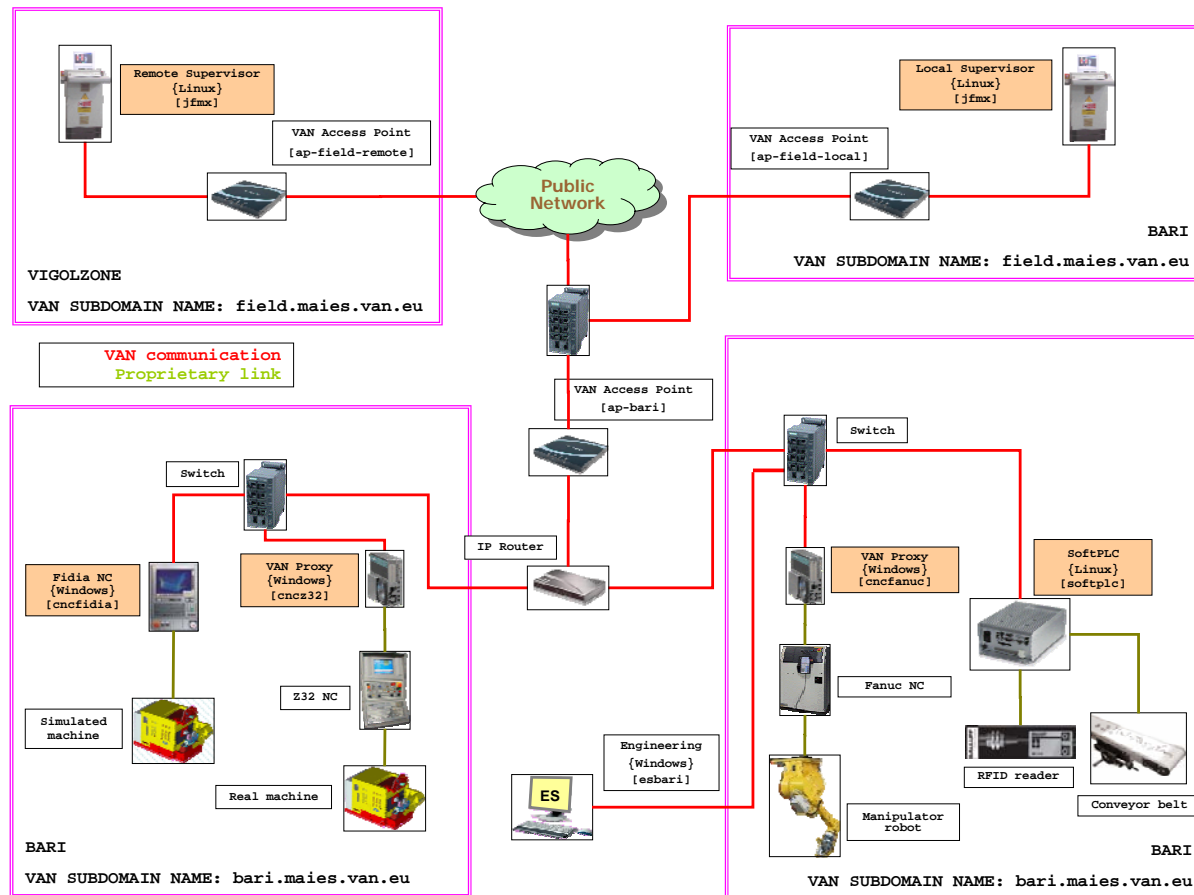 Remote Supervisor
{Linux}
[jfmx]
VAN Access Point
[ap-field-remote]
VIGOLZONE
VAN SUBDOMAIN NAME: field.maies.van.eu
Public
Network
Local Supervisor
{Linux}
[jfmx]
VAN Access Point
[ap-field-local]
BARI
VAN SUBDOMAIN NAME: field.maies.van.eu
VAN communication
Proprietary link
VAN Access Point
[ap-bari]
IP Router
Switch
Fidia NC
{Windows}
[cncfidia]
VAN Proxy
{Windows}
[cncz32]
Z32 NC
Simulated
machine
Real machine
BARI
VAN SUBDOMAIN NAME: bari.maies.van.eu
Engineering
{Windows}
[esbari]
ES
Switch
VAN Proxy
{Windows}
[cncfanuc]
SoftPLC
{Linux}
[softplc]
Fanuc NC
RFID reader
Manipulator
robot
Conveyor belt
BARI
VAN SUBDOMAIN NAME: bari.maies.van.eu